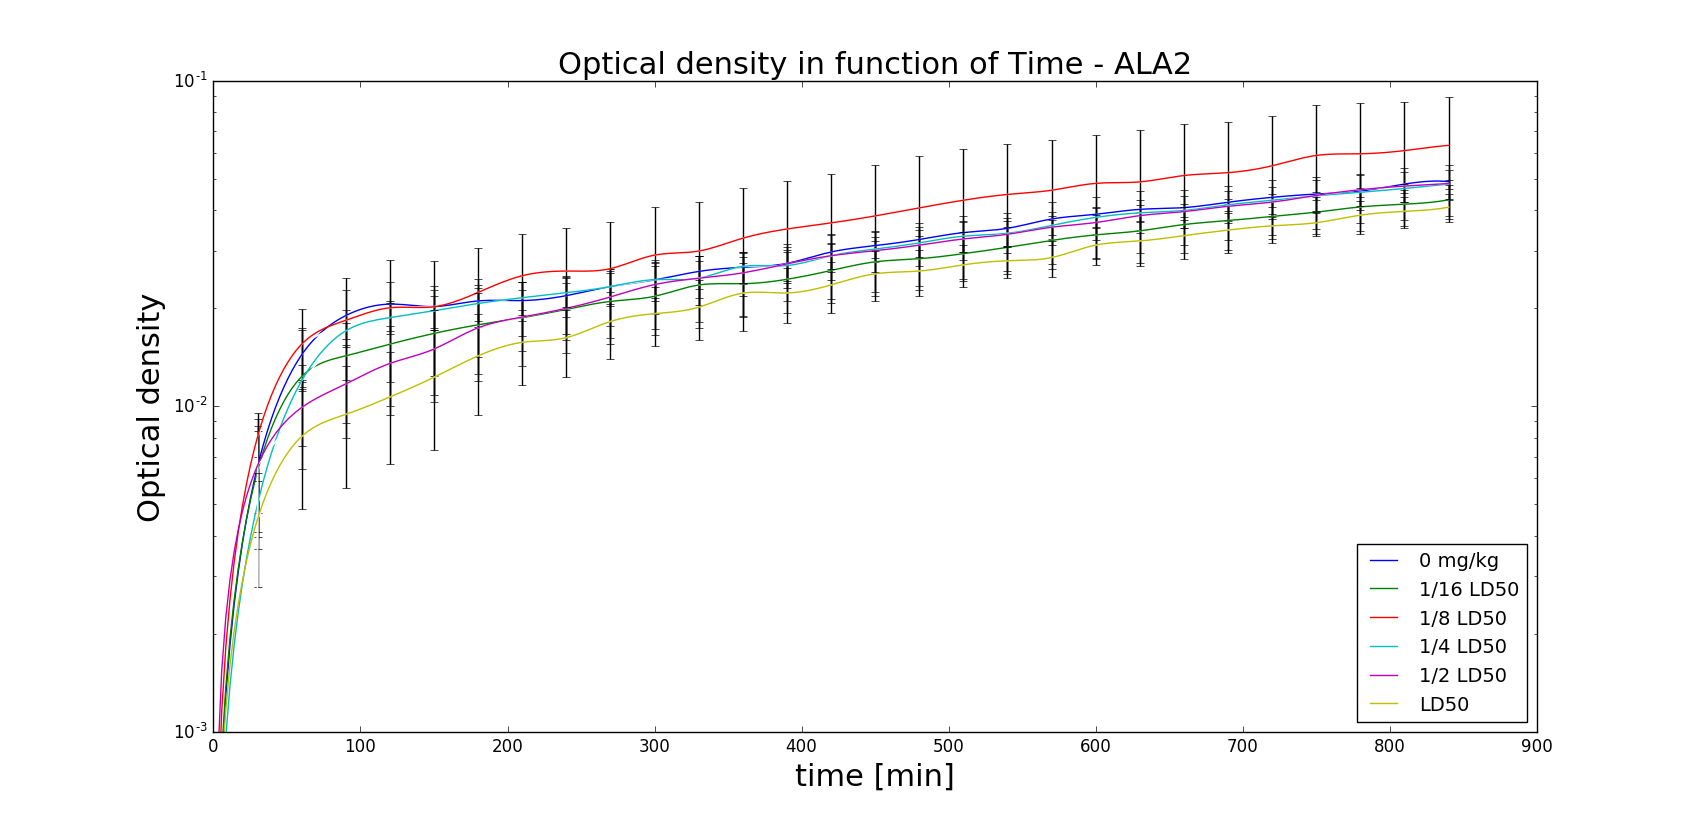 Optical density in function of Time - ALA2
10^-1
10^-2
10^-3
Optical density
0 100 200 300 400 500 600 700 800 900
time [min]
0 mg/kg
1/16 LD50
1/8 LD50
1/4 LD50
1/2 LD50
LD50